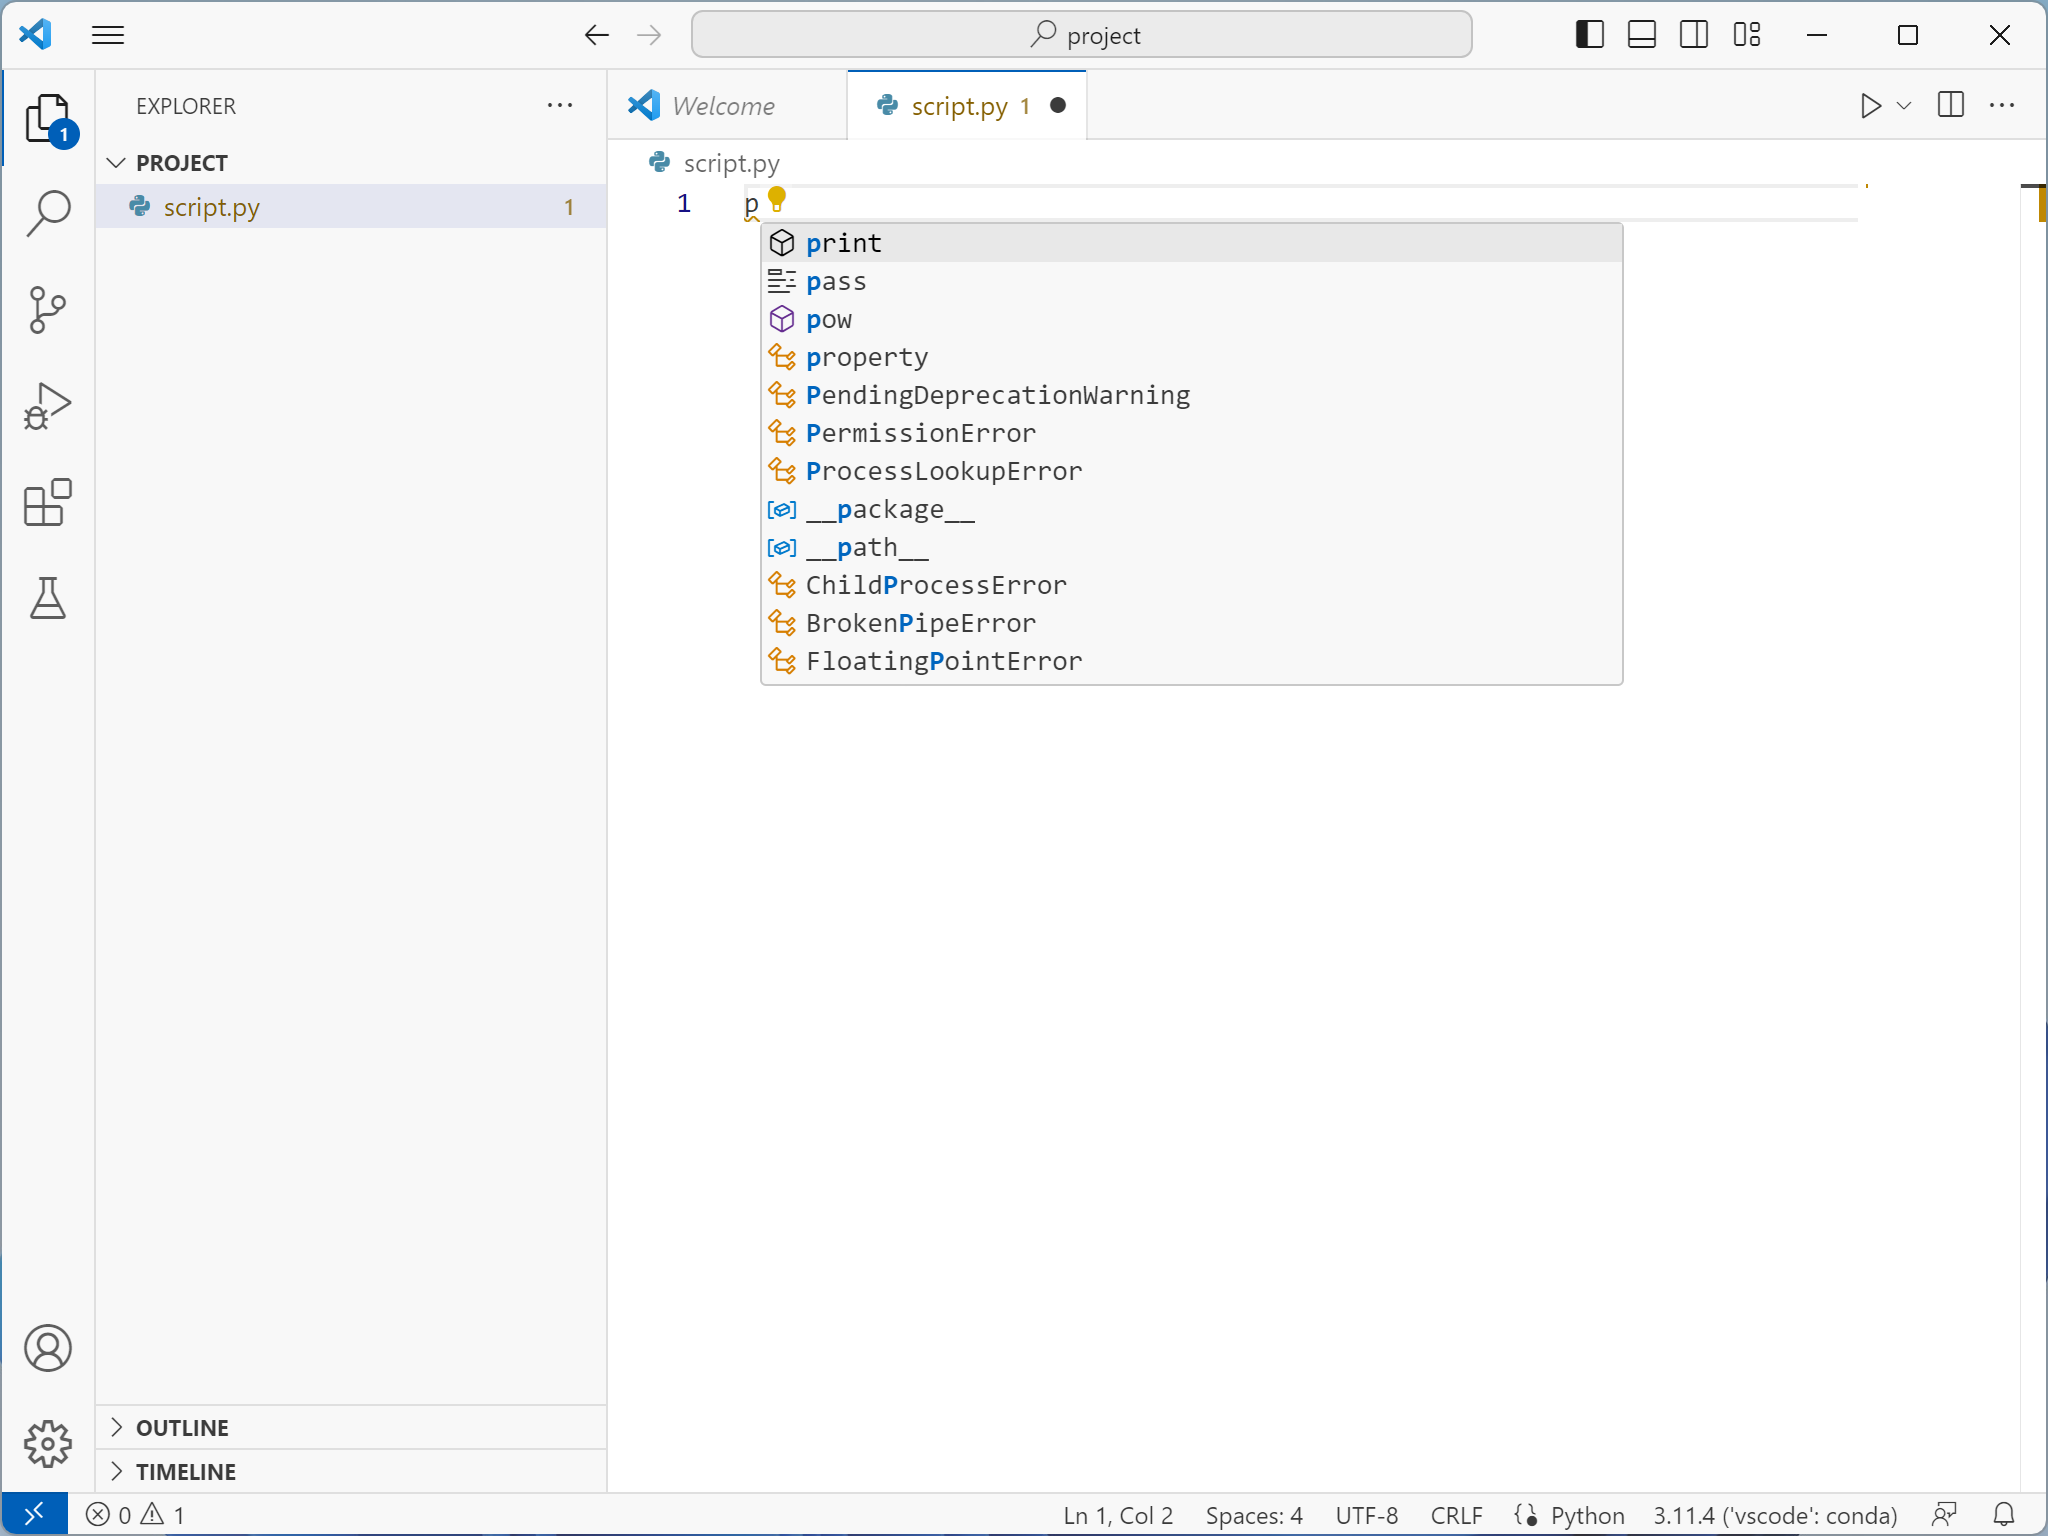 project
EXPLORER
Welcome
script.py 1
1
PROJECT
script.py
script.py 1
1 p
print
pass
pow
property
PendingDeprecationWarning
PermissionError
ProcessLookupError
__package__
__path__
ChildProcessError
BrokenPipeError
FloatingPointError
OUTLINE
TIMELINE
0 1 Ln 1, Col 2 Spaces: 4 UTF-8 CRLF Python 3.11.4 ('vscode': conda)